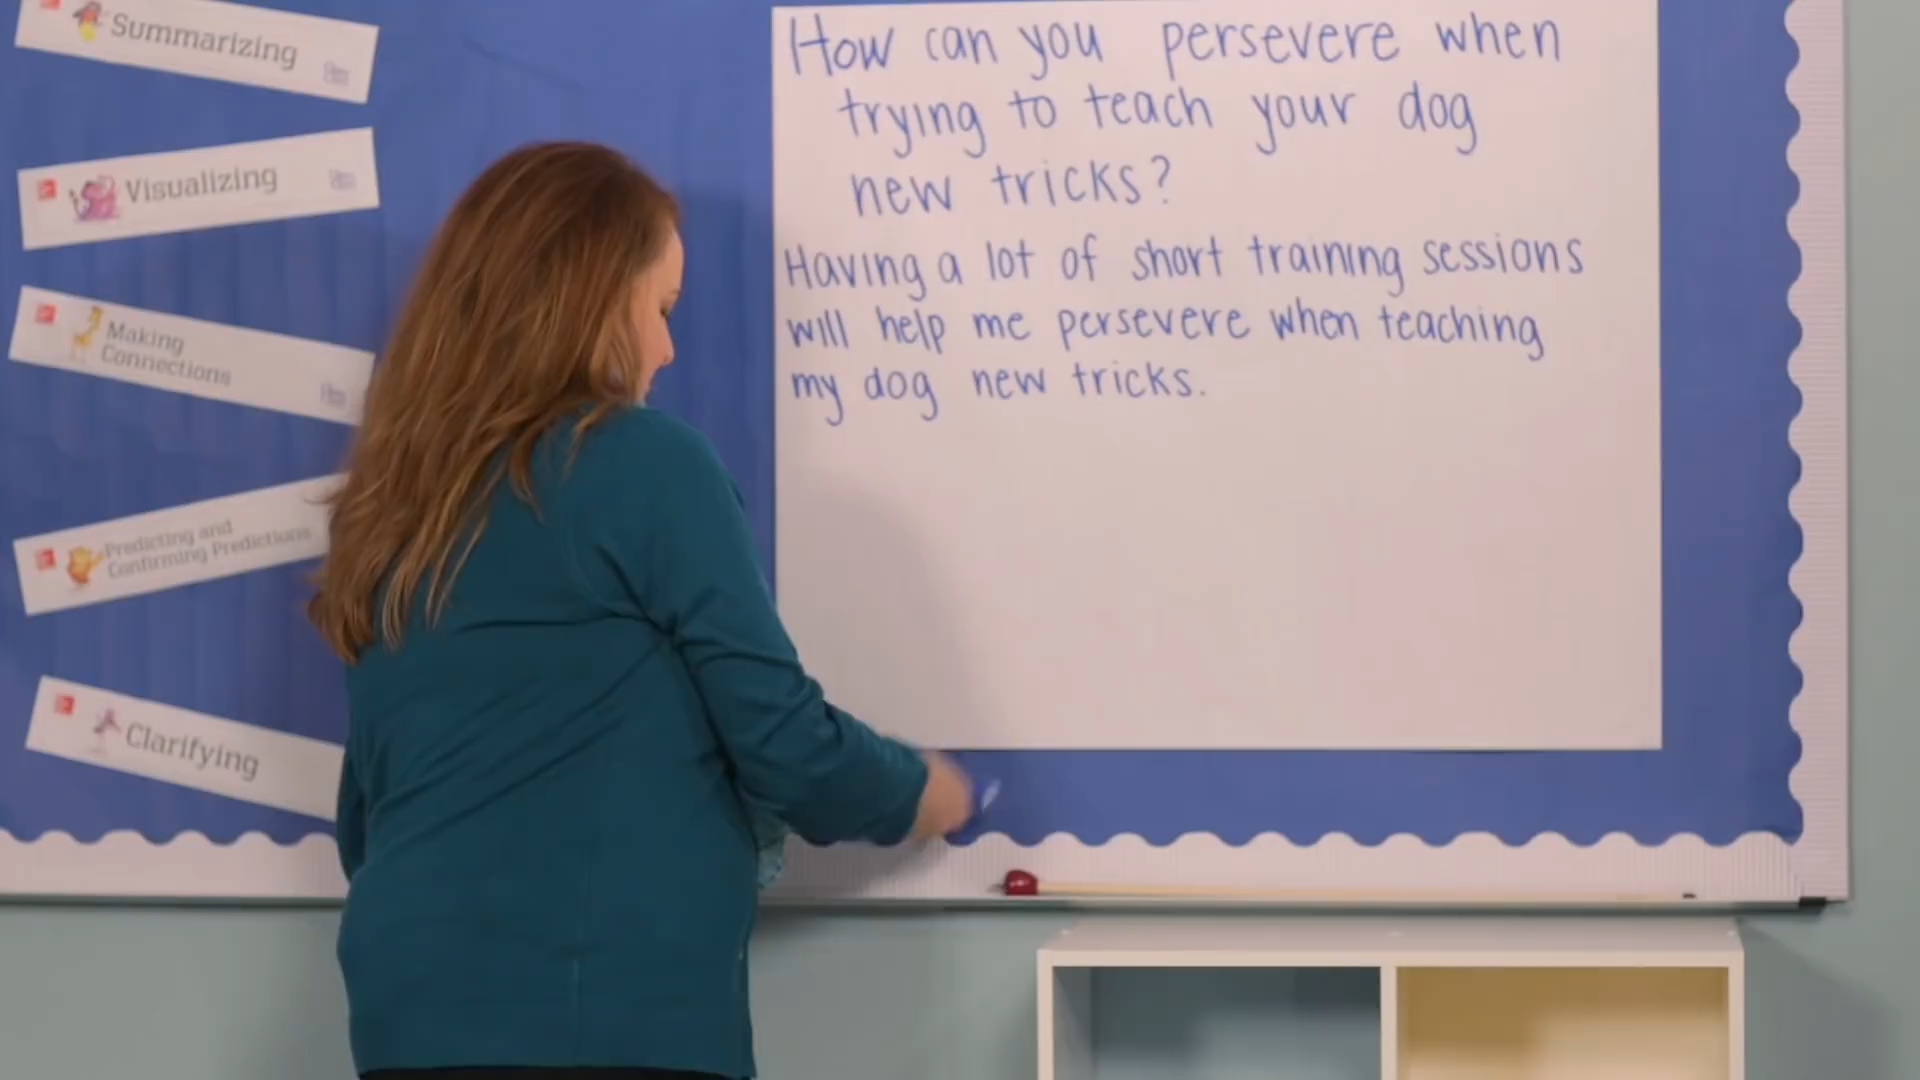 Summarizing
Visualizing
Making
Connections
Predicting and
Confirming Predictions
Clarifying
How can you persevere when
trying to teach your dog
new tricks?
Having a lot of short training sessions
will help me persevere when teaching
my dog new tricks.